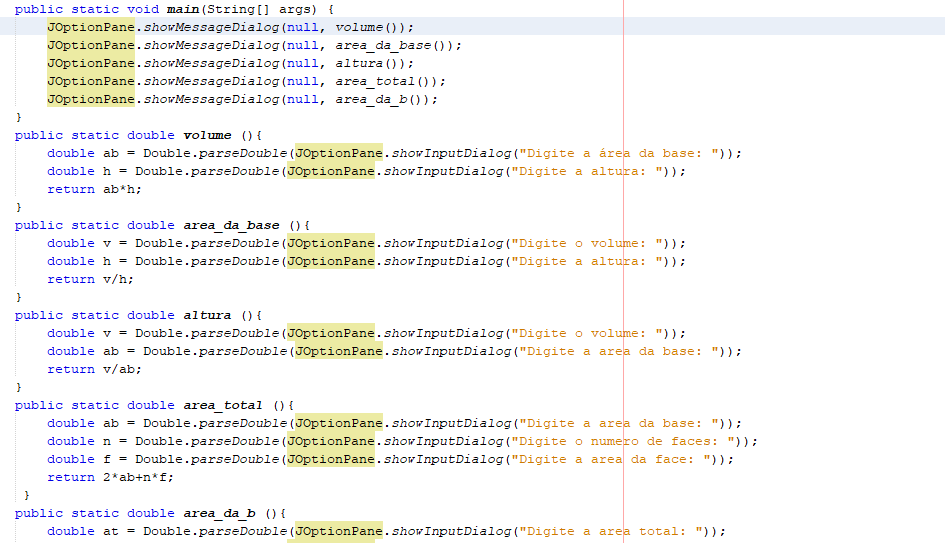 public static void main(String[] args) {
JOptionPane.showMessageDialog(null, volume());
JOptionPane.showMessageDialog(null, area_da_base());
JOptionPane.showMessageDialog(null, altura());
JOptionPane.showMessageDialog(null, area_total());
JOptionPane.showMessageDialog(null, area_da_b());
}
public static double volume (){
double ab = Double.parseDouble(JOptionPane.showInputDialog("Digite a área da base: "));
double h = Double.parseDouble(JOptionPane.showInputDialog("Digite a altura: "));
return ab*h;
}
public static double area_da_base (){
double v = Double.parseDouble(JOptionPane.showInputDialog("Digite o volume: "));
double h = Double.parseDouble(JOptionPane.showInputDialog("Digite a altura: "));
return v/h;
}
public static double altura (){
double v = Double.parseDouble(JOptionPane.showInputDialog("Digite o volume: "));
double ab = Double.parseDouble(JOptionPane.showInputDialog("Digite a area da base: "));
return v/ab;
}
public static double area_total (){
double ab = Double.parseDouble(JOptionPane.showInputDialog("Digite a area da base: "));
double n = Double.parseDouble(JOptionPane.showInputDialog("Digite o numero de faces: "));
double f = Double.parseDouble(JOptionPane.showInputDialog("Digite a area da face: "));
return 2*ab+n*f;
}
public static double area_da_b (){
double at = Double.parseDouble(JOptionPane.showInputDialog("Digite a area total: "));